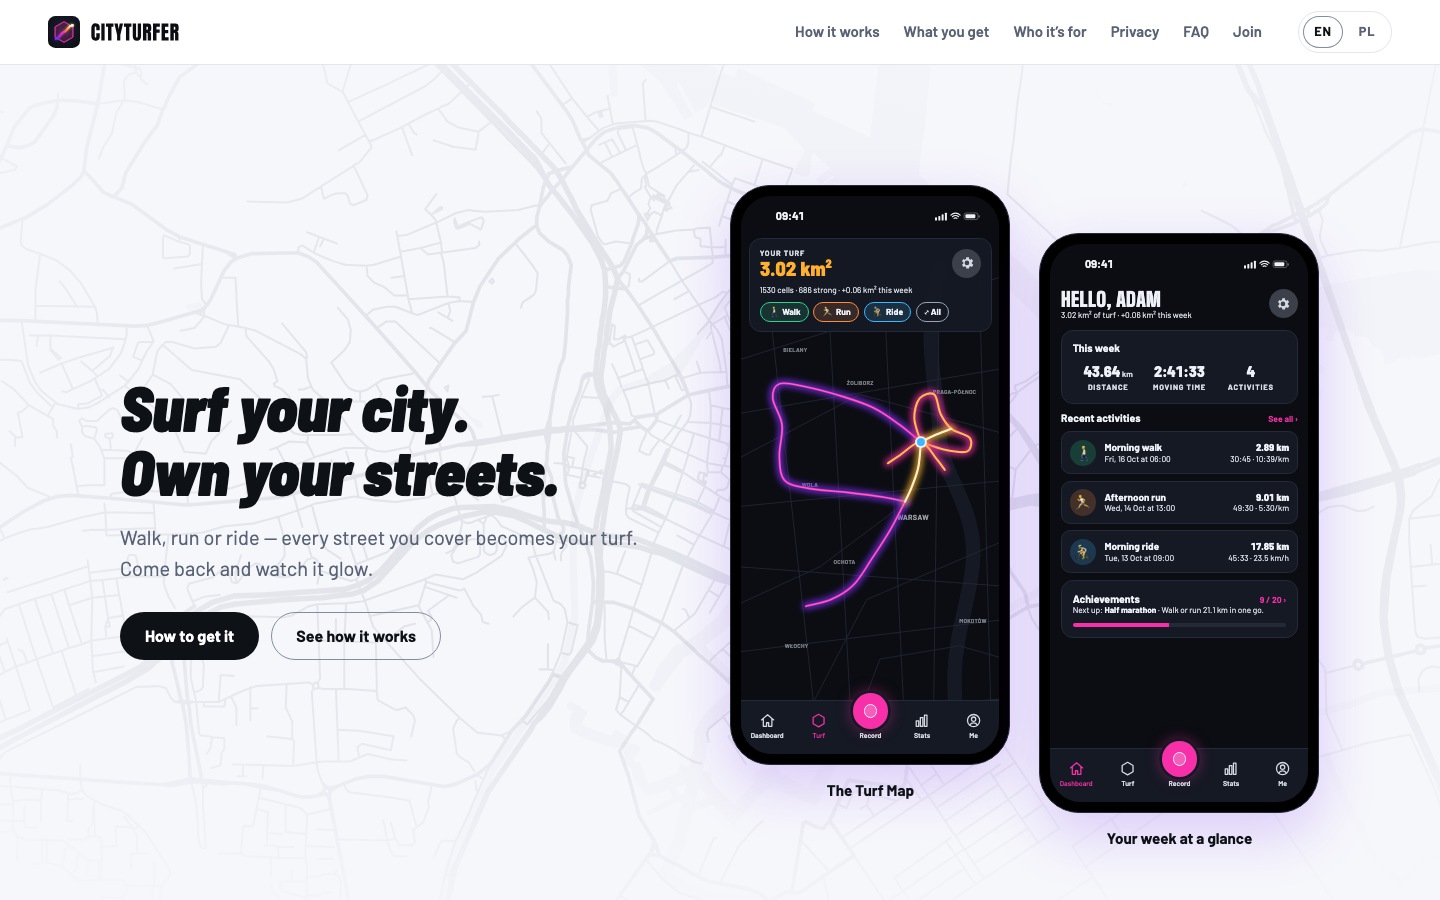 CITYTURFER
How it works
What you get
Who it's for
Privacy
FAQ
Join
EN
PL
Surf your city.
Own your streets.
Walk, run or ride — every street you cover becomes your turf.
Come back and watch it glow.
How to get it
See how it works
09:41
YOUR TURF
3.02 km²
1530 cells · 686 strong · +0.06 km² this week
Walk
Run
Ride
All
BIELANY
ŻOLIBORZ
PRAGA-PÓŁNOC
WOLA
WARSAW
OCHOTA
MOKOTÓW
WŁOCHY
Dashboard
Turf
Record
Stats
Me
The Turf Map
09:41
HELLO, ADAM
3.02 km² of turf · +0.06 km² this week
This week
43.64 km
DISTANCE
2:41:33
MOVING TIME
4
ACTIVITIES
Recent activities
See all ›
Morning walk
2.89 km
Fri, 16 Oct at 06:00
30:45 · 10:39/km
Afternoon run
9.01 km
Wed, 14 Oct at 13:00
49:30 · 5:30/km
Morning ride
17.85 km
Tue, 13 Oct at 09:00
45:33 · 23.5 km/h
Achievements
9 / 20 ›
Next up: Half marathon · Walk or run 21.1 km in one go.
Dashboard
Turf
Record
Stats
Me
Your week at a glance